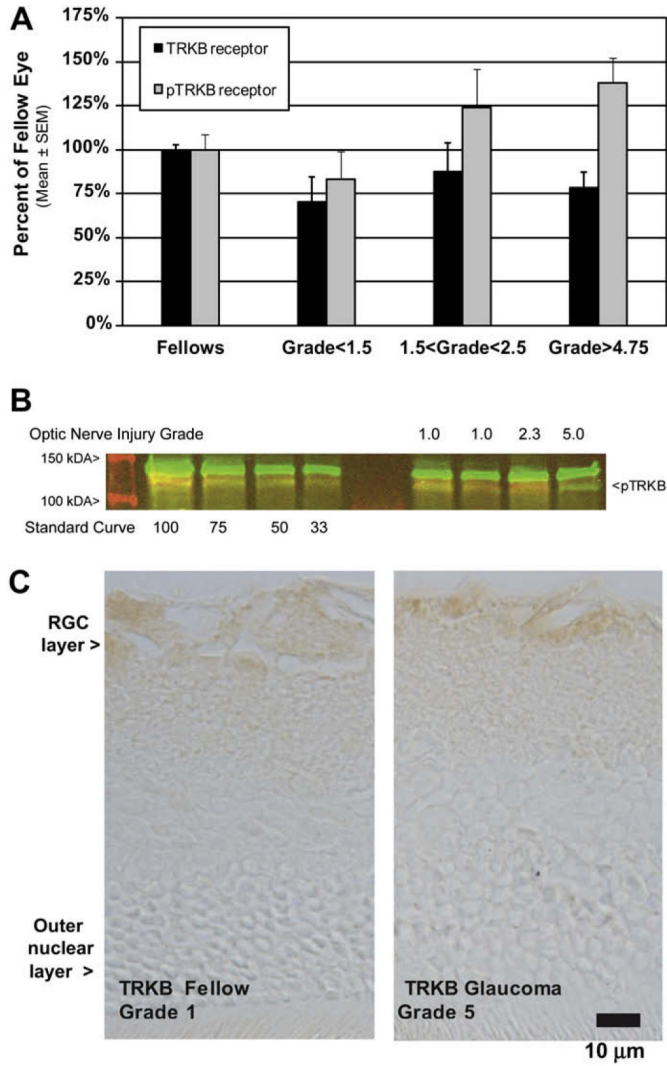 A
175%
150%
125%
100%
75%
50%
25%
0%
Percent of Fellow Eye
(Mean ± SEM)
TRKB receptor
pTRKB receptor
Fellows
Grade<1.5
1.5<Grade<2.5
Grade>4.75
B
Optic Nerve Injury Grade
1.0 1.0 2.3 5.0
150 kDA>
100 kDA>
<pTRKB
Standard Curve 100 75 50 33
C
RGC
layer >
Outer
nuclear
layer >
TRKB Fellow
Grade 1
TRKB Glaucoma
Grade 5
10 µm